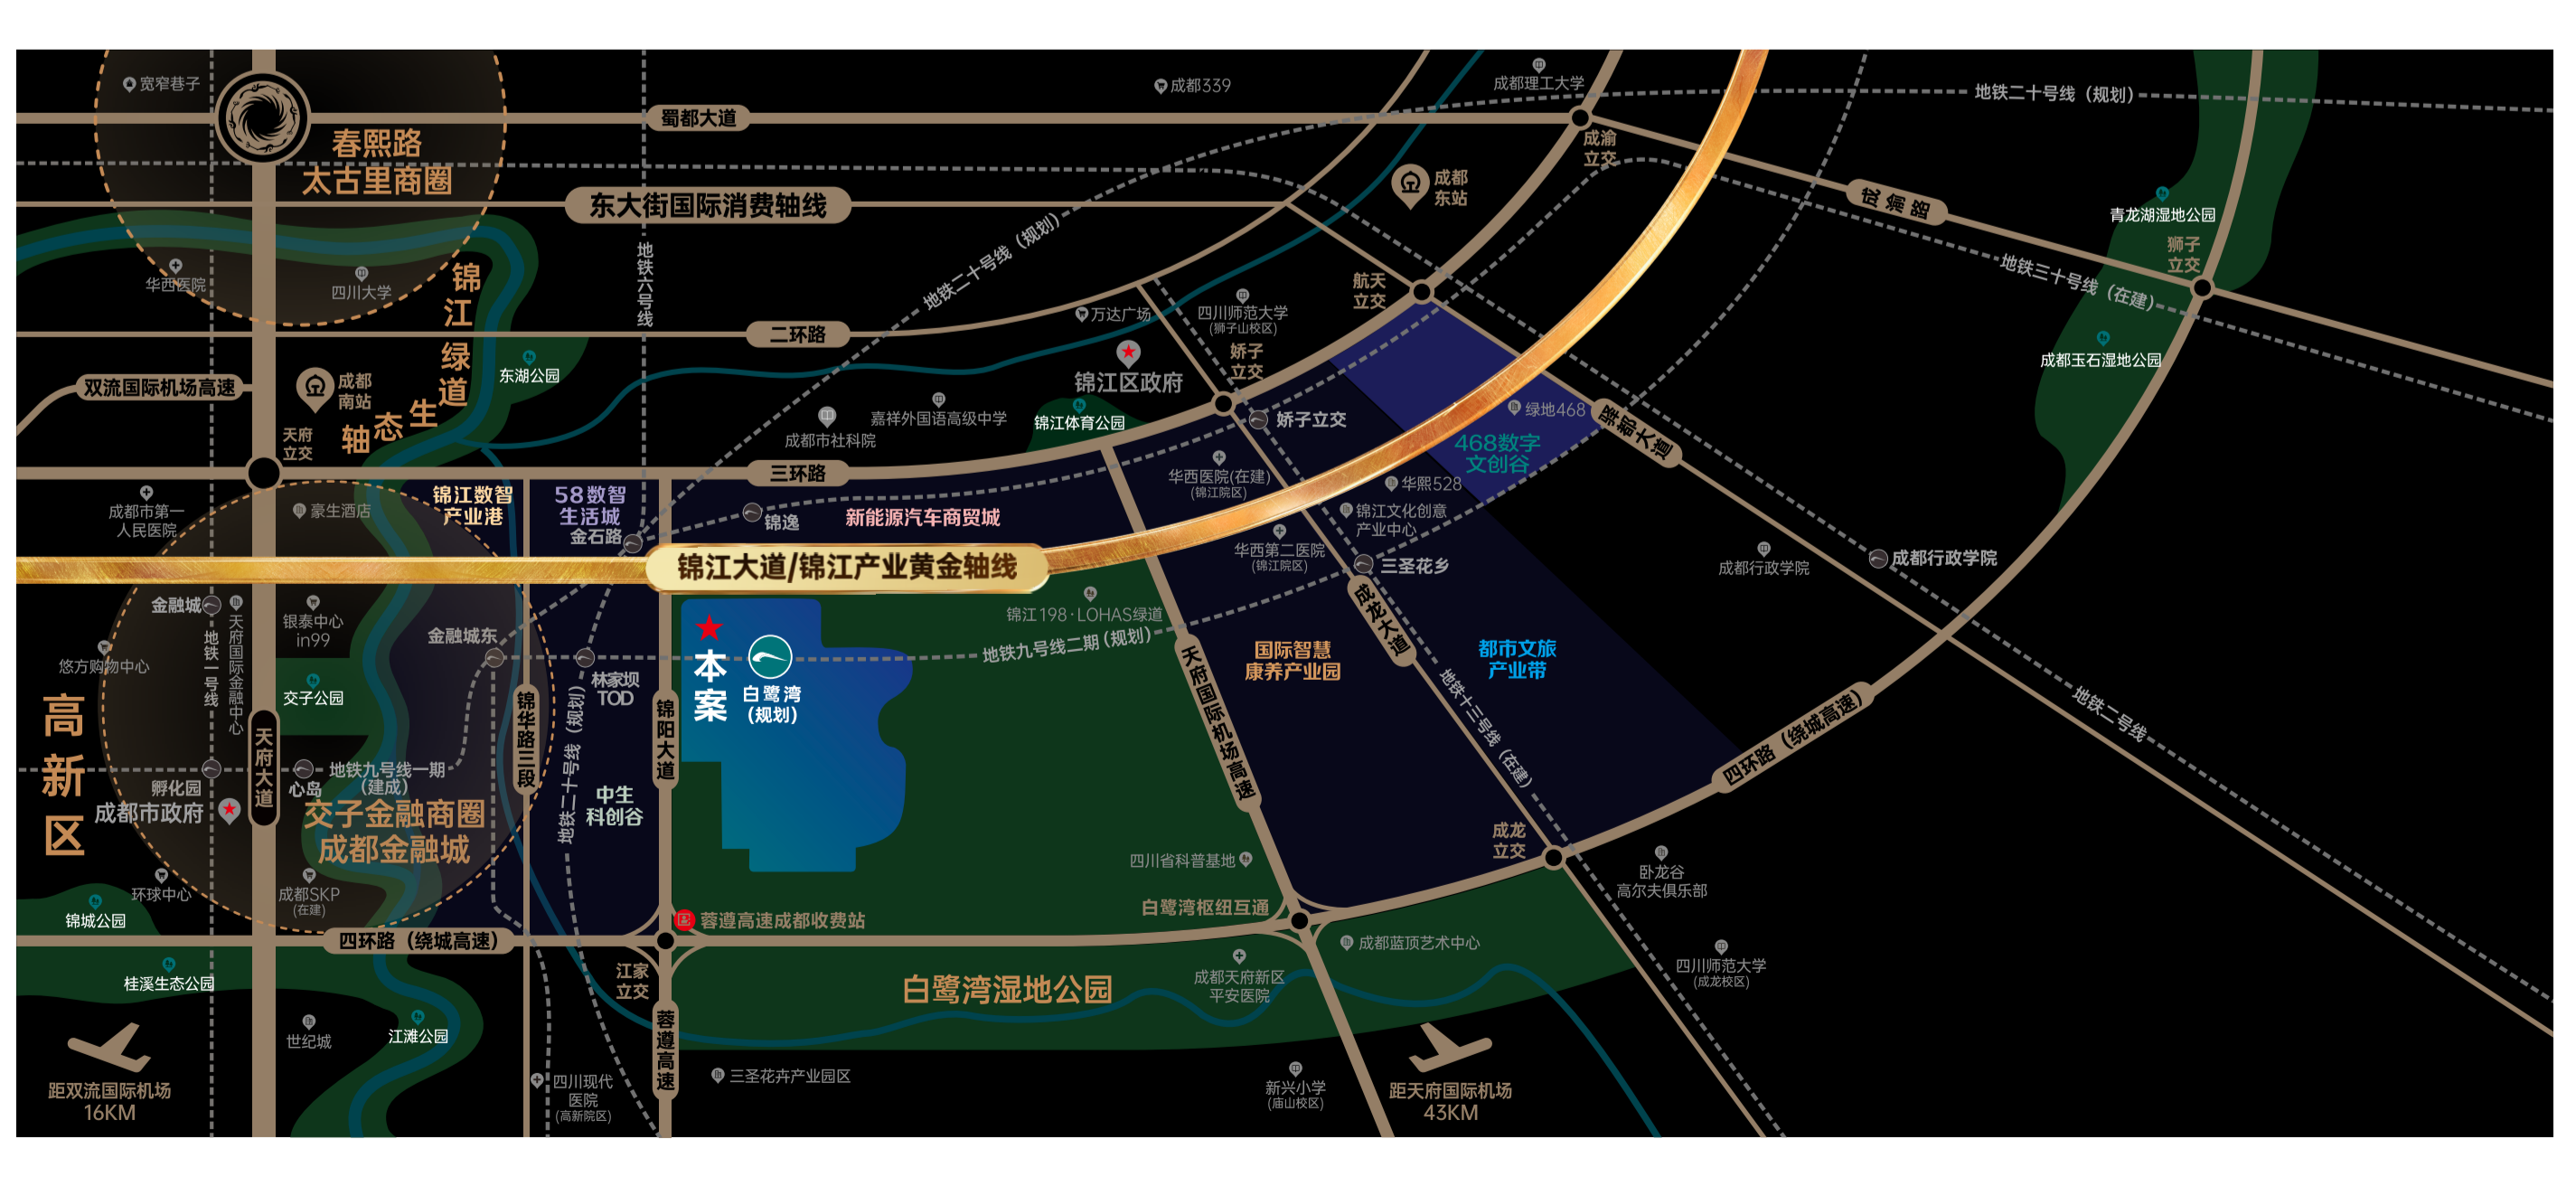 宽窄巷子
成都339
成都理工大学
地铁二十号线（规划）
蜀都大道
春熙路
太古里商圈
成渝
立交
成都
东站
东大街国际消费轴线
成渝路
青龙湖湿地公园
狮子
立交
地铁六号线
地铁二十号线（规划）
地铁三十号线（在建）
华西医院
四川大学
锦江绿道
生态轴
航天
立交
万达广场
四川师范大学
(狮子山校区)
二环路
娇子
立交
成都玉石湿地公园
东湖公园
锦江区政府
双流国际机场高速
成都
南站
嘉祥外国语高级中学
锦江体育公园
娇子立交
绿地468
驿都大道
成都市社科院
468数字
文创谷
天府
立交
三环路
华西医院(在建)
(锦江院区)
华熙528
成都市第一
人民医院
豪生酒店
锦江数智
产业港
58数智
生活城
金石路
锦逸
新能源汽车商贸城
锦江文化创意
产业中心
华西第二医院
(锦江院区)
三圣花乡
成都行政学院
成都行政学院
锦江大道/锦江产业黄金轴线
金融城
天府国际金融中心
地铁一号线
银泰中心
in99
金融城东
锦江198·LOHAS绿道
地铁九号线二期（规划）
成龙大道
悠方购物中心
交子公园
林家坝
TOD
本案
白鹭湾
（规划）
天府国际机场高速
国际智慧
康养产业园
都市文旅
产业带
高新区
天府大道
锦华路三段
地铁二十号线（规划）
锦阳大道
地铁十三号线（在建）
四环路（绕城高速）
地铁二号线
孵化园
心岛
地铁九号线一期
（建成）
成都市政府
交子金融商圈
成都金融城
中生
科创谷
成龙
立交
环球中心
成都SKP
(在建)
四川省科普基地
卧龙谷
高尔夫俱乐部
锦城公园
四环路（绕城高速）
蓉遵高速成都收费站
白鹭湾枢纽互通
成都蓝顶艺术中心
桂溪生态公园
江家
立交
白鹭湾湿地公园
成都天府新区
平安医院
四川师范大学
(成龙校区)
世纪城
江滩公园
蓉遵高速
四川现代
医院
(高新院区)
三圣花卉产业园区
新兴小学
(庙山校区)
距双流国际机场
16KM
距天府国际机场
43KM